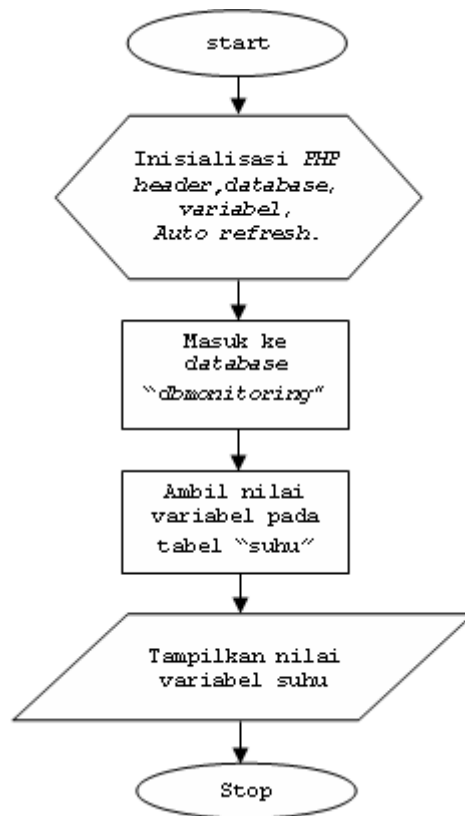 start
Inisialisasi PHP
header,database,
variabel,
Auto refresh.
Masuk ke
database
“dbmonitoring”
Ambil nilai
variabel pada
tabel “suhu”
Tampilkan nilai
variabel suhu
Stop